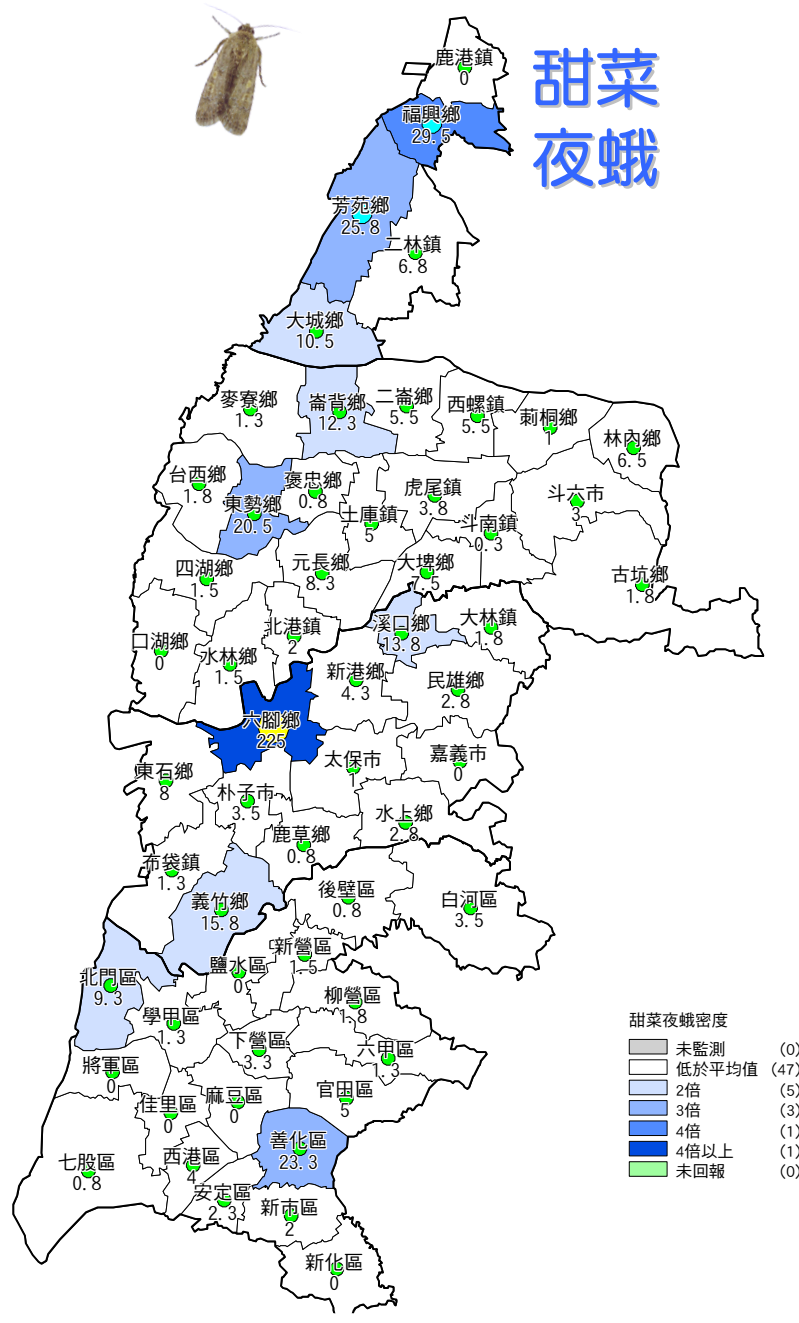 甜菜
夜蛾
鹿港鎮
0
福興鄉
29.5
芳苑鄉
25.8
二林鎮
6.8
大城鄉
10.5
麥寮鄉
1.3
崙背鄉
12.3
二崙鄉
5.5
西螺鎮
5.5
莿桐鄉
1
林內鄉
6.5
台西鄉
1.8
東勢鄉
20.5
褒忠鄉
0.8
土庫鎮
5
虎尾鎮
3.8
斗南鎮
0.3
斗六市
3
古坑鄉
1.8
四湖鄉
1.5
元長鄉
8.3
大埤鄉
7.5
口湖鄉
0
水林鄉
1.5
北港鎮
2
溪口鄉
13.8
大林鎮
1.8
新港鄉
4.3
民雄鄉
2.8
六腳鄉
225
東石鄉
8
朴子市
3.5
太保市
1
嘉義市
0
水上鄉
2.8
鹿草鄉
0.8
布袋鎮
1.3
義竹鄉
15.8
後壁區
0.8
白河區
3.5
北門區
9.3
鹽水區
0
新營區
1.5
柳營區
1.8
學甲區
1.3
下營區
3.3
六甲區
1.3
將軍區
0
佳里區
0
麻豆區
0
官田區
5
善化區
23.3
七股區
0.8
西港區
4
安定區
2.3
新市區
2
新化區
0
甜菜夜蛾密度
未監測 (0)
低於平均值 (47)
2倍 (5)
3倍 (3)
4倍 (1)
4倍以上 (1)
未回報 (0)